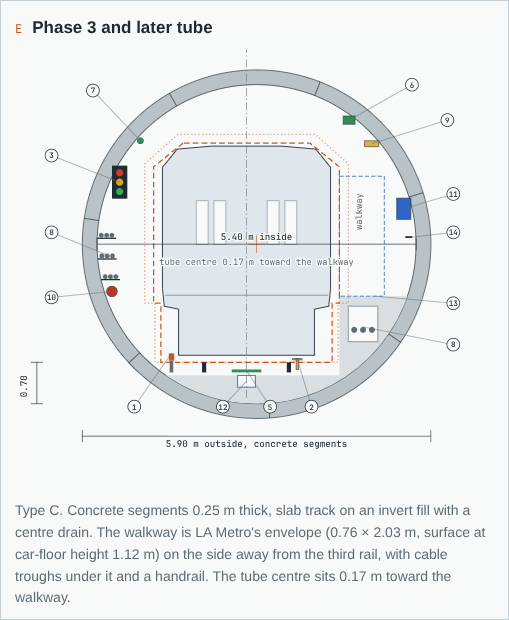 E Phase 3 and later tube
7
6
9
3
11
walkway
8
5.40 m inside
14
tube centre 0.17 m toward the walkway
10
13
8
0.70
1
12
5
2
5.90 m outside, concrete segments
Type C. Concrete segments 0.25 m thick, slab track on an invert fill with a
centre drain. The walkway is LA Metro's envelope (0.76 × 2.03 m, surface at
car-floor height 1.12 m) on the side away from the third rail, with cable
troughs under it and a handrail. The tube centre sits 0.17 m toward the
walkway.